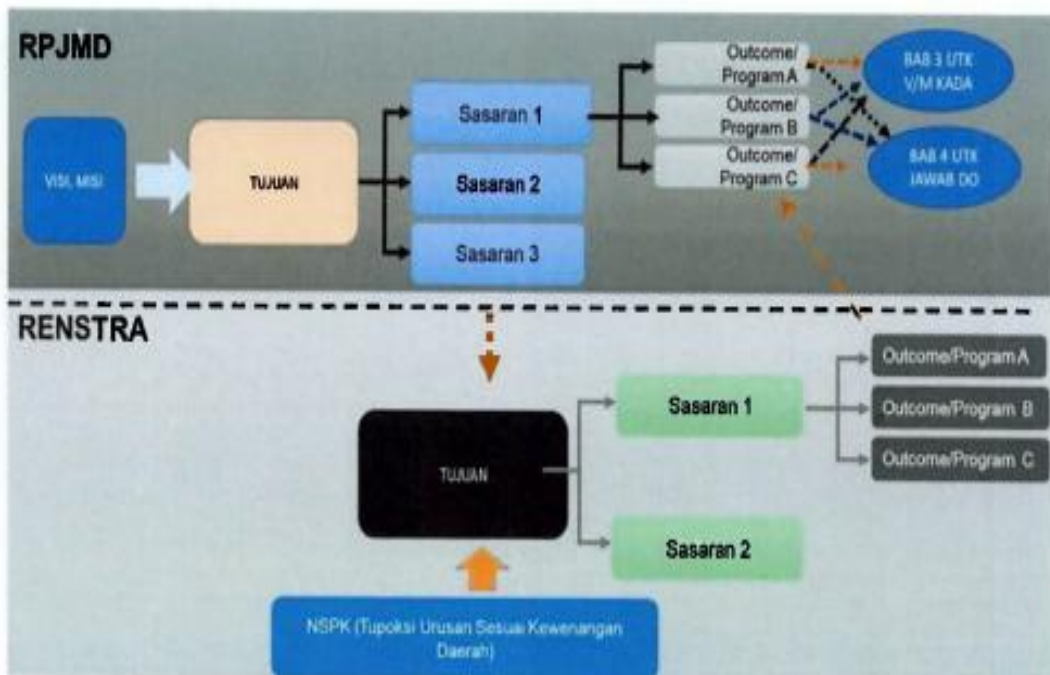 RPJMD
VISI, MISI
TUJUAN
Sasaran 1
Sasaran 2
Sasaran 3
Outcome/
Program A
Outcome/
Program B
Outcome/
Program C
BAB 3 UTK
V/M KADA
BAB 4 UTK
JAWAB DO
RENSTRA
TUJUAN
Sasaran 1
Sasaran 2
Outcome/Program A
Outcome/Program B
Outcome/Program C
NSPK (Tupoksi Urusan Sesuai Kewenangan
Daerah)